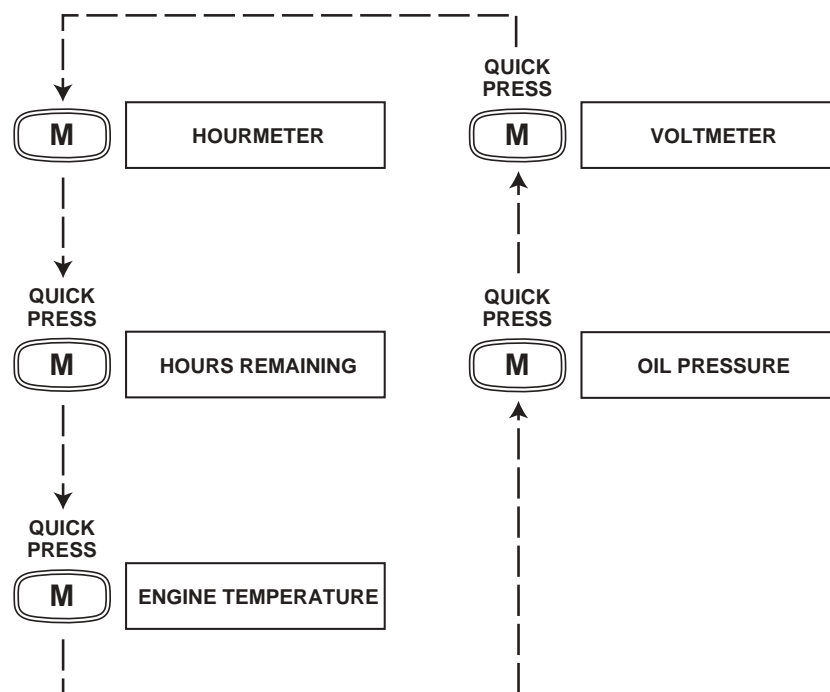 M
HOURMETER
QUICK
PRESS
M
HOURS REMAINING
QUICK
PRESS
M
ENGINE TEMPERATURE
QUICK
PRESS
M
OIL PRESSURE
QUICK
PRESS
M
VOLTMETER